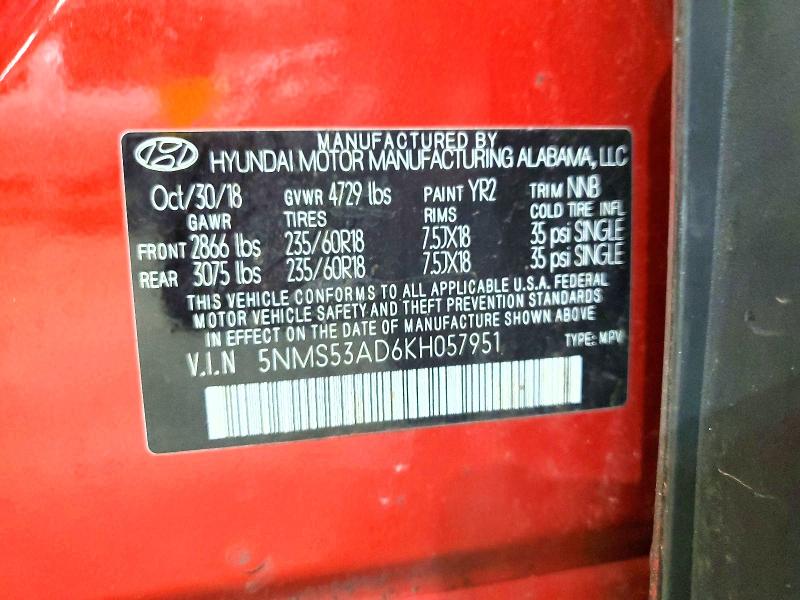 MANUFACTURED BY
HYUNDAI MOTOR MANUFACTURING ALABAMA, LLC
Oct/30/18 GVWR 4729 lbs PAINT YR2 TRIM NNB
GAWR TIRES RIMS COLD TIRE INFL
FRONT 2866 lbs 235/60R18 7.5JX18 35 psi SINGLE
REAR 3075 lbs 235/60R18 7.5JX18 35 psi SINGLE
THIS VEHICLE CONFORMS TO ALL APPLICABLE U.S.A. FEDERAL
MOTOR VEHICLE SAFETY AND THEFT PREVENTION STANDARDS
IN EFFECT ON THE DATE OF MANUFACTURE SHOWN ABOVE
V.I.N 5NMS53AD6KH057951 TYPE: MPV